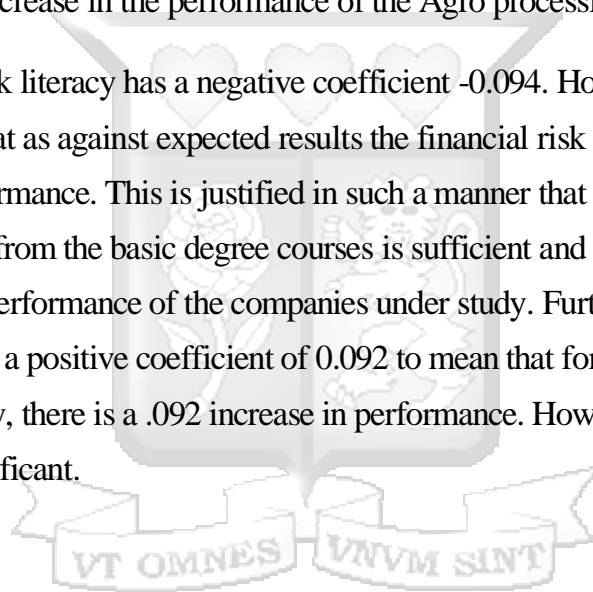 crease in the performance of the Agro processi
k literacy has a negative coefficient -0.094. Ho
at as against expected results the financial risk
rmance. This is justified in such a manner that
from the basic degree courses is sufficient and
erformance of the companies under study. Furt
a positive coefficient of 0.092 to mean that for
y, there is a .092 increase in performance. How
ficant.
VT OMNES VNVM SINT